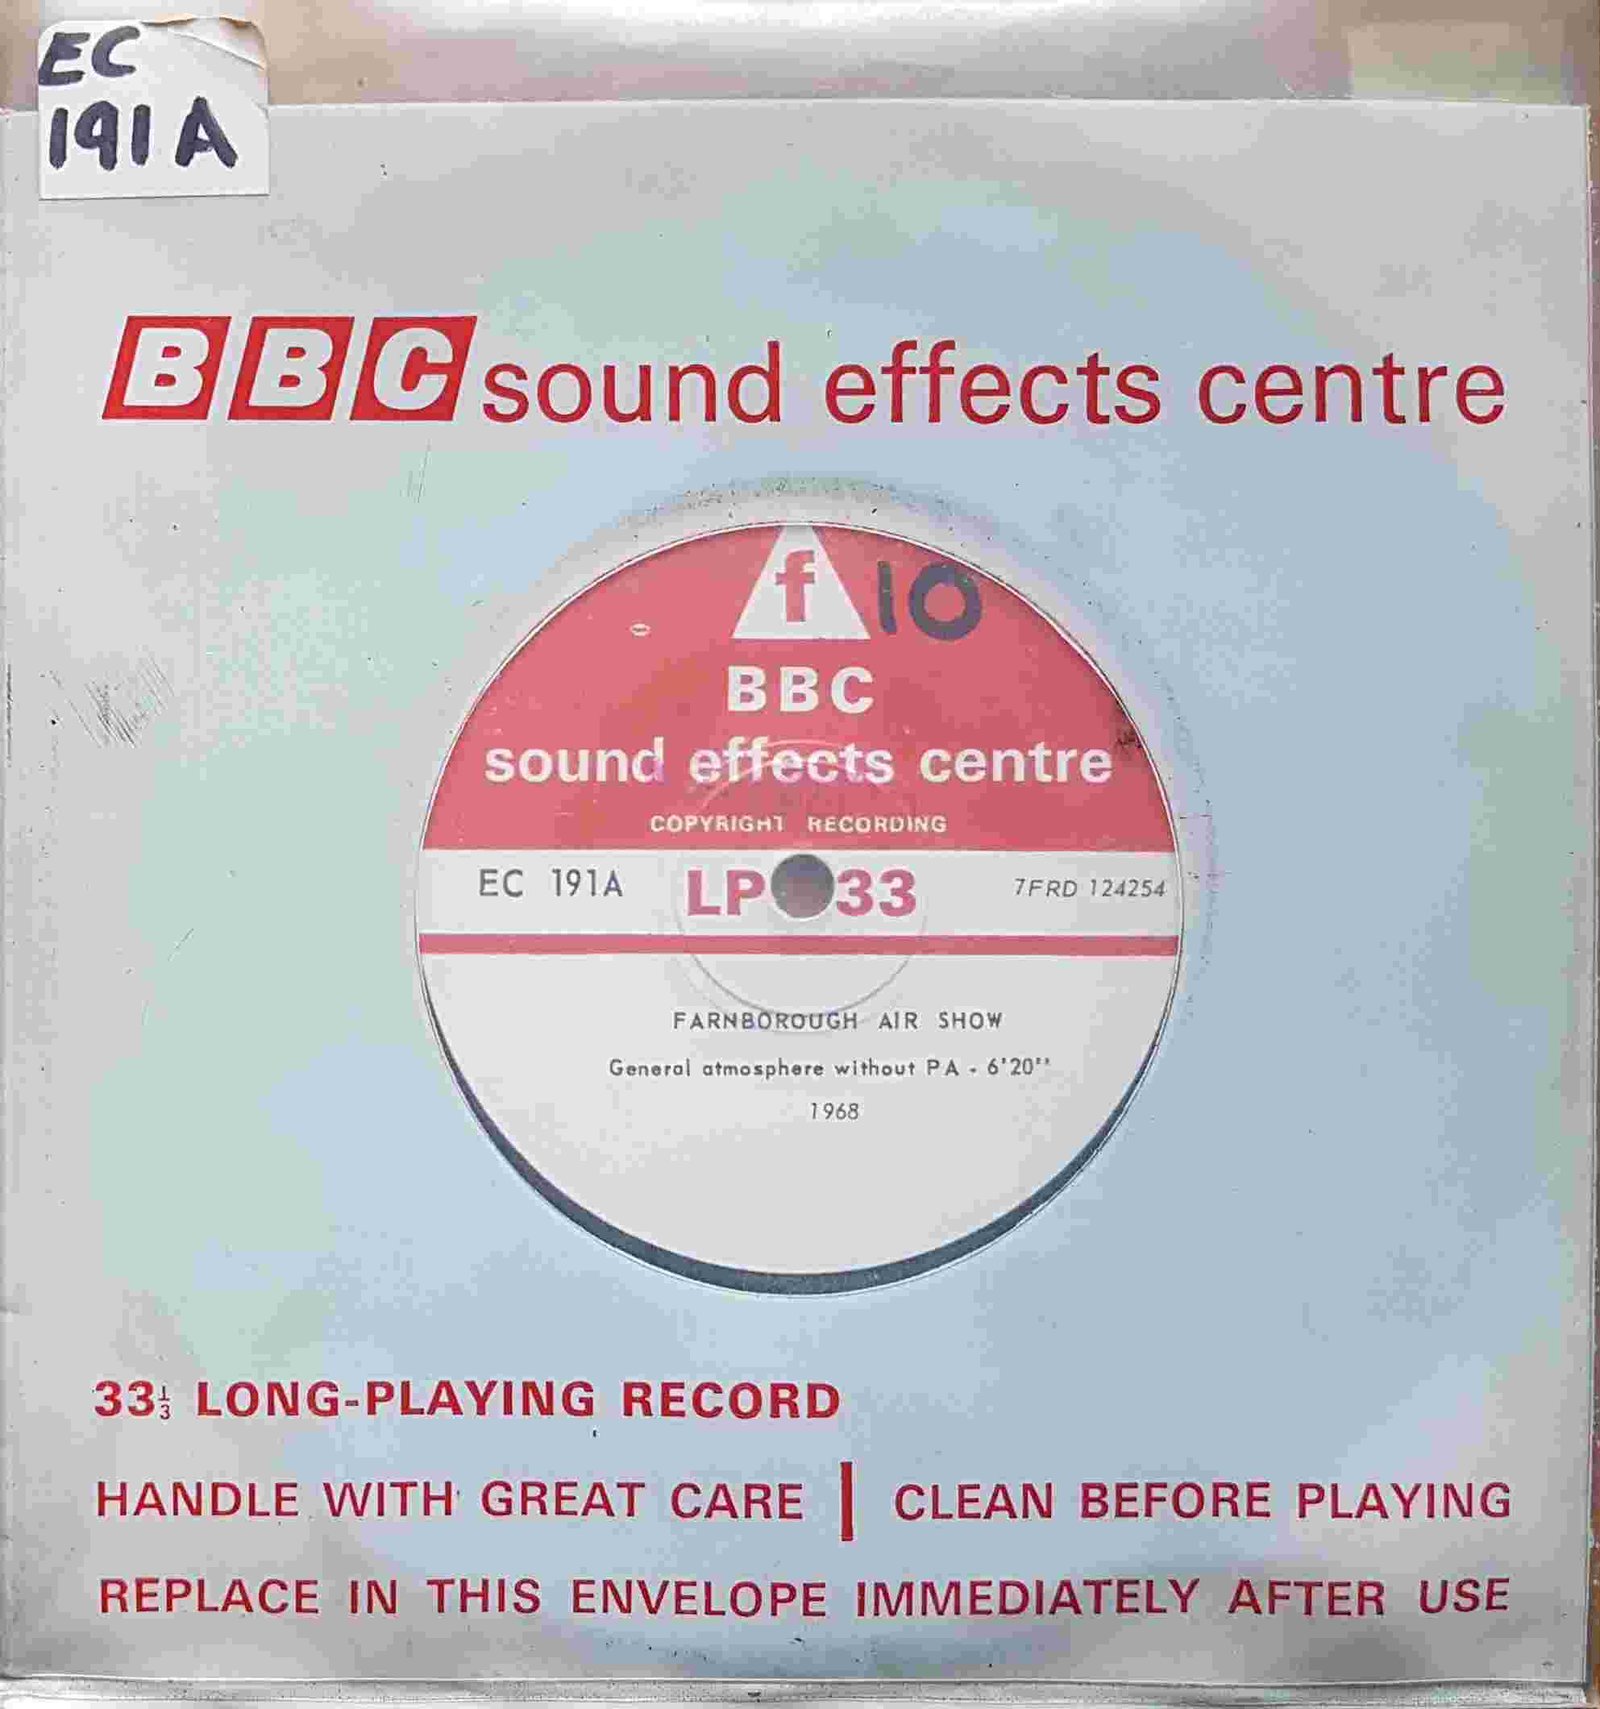 EC
191A
BBC sound effects centre
f 10
BBC
sound effects centre
COPYRIGHT RECORDING
EC 191A LP 33 7FRD 124254
FARNBOROUGH AIR SHOW
General atmosphere without PA - 6'20''
1968
33⅓ LONG-PLAYING RECORD
HANDLE WITH GREAT CARE | CLEAN BEFORE PLAYING
REPLACE IN THIS ENVELOPE IMMEDIATELY AFTER USE